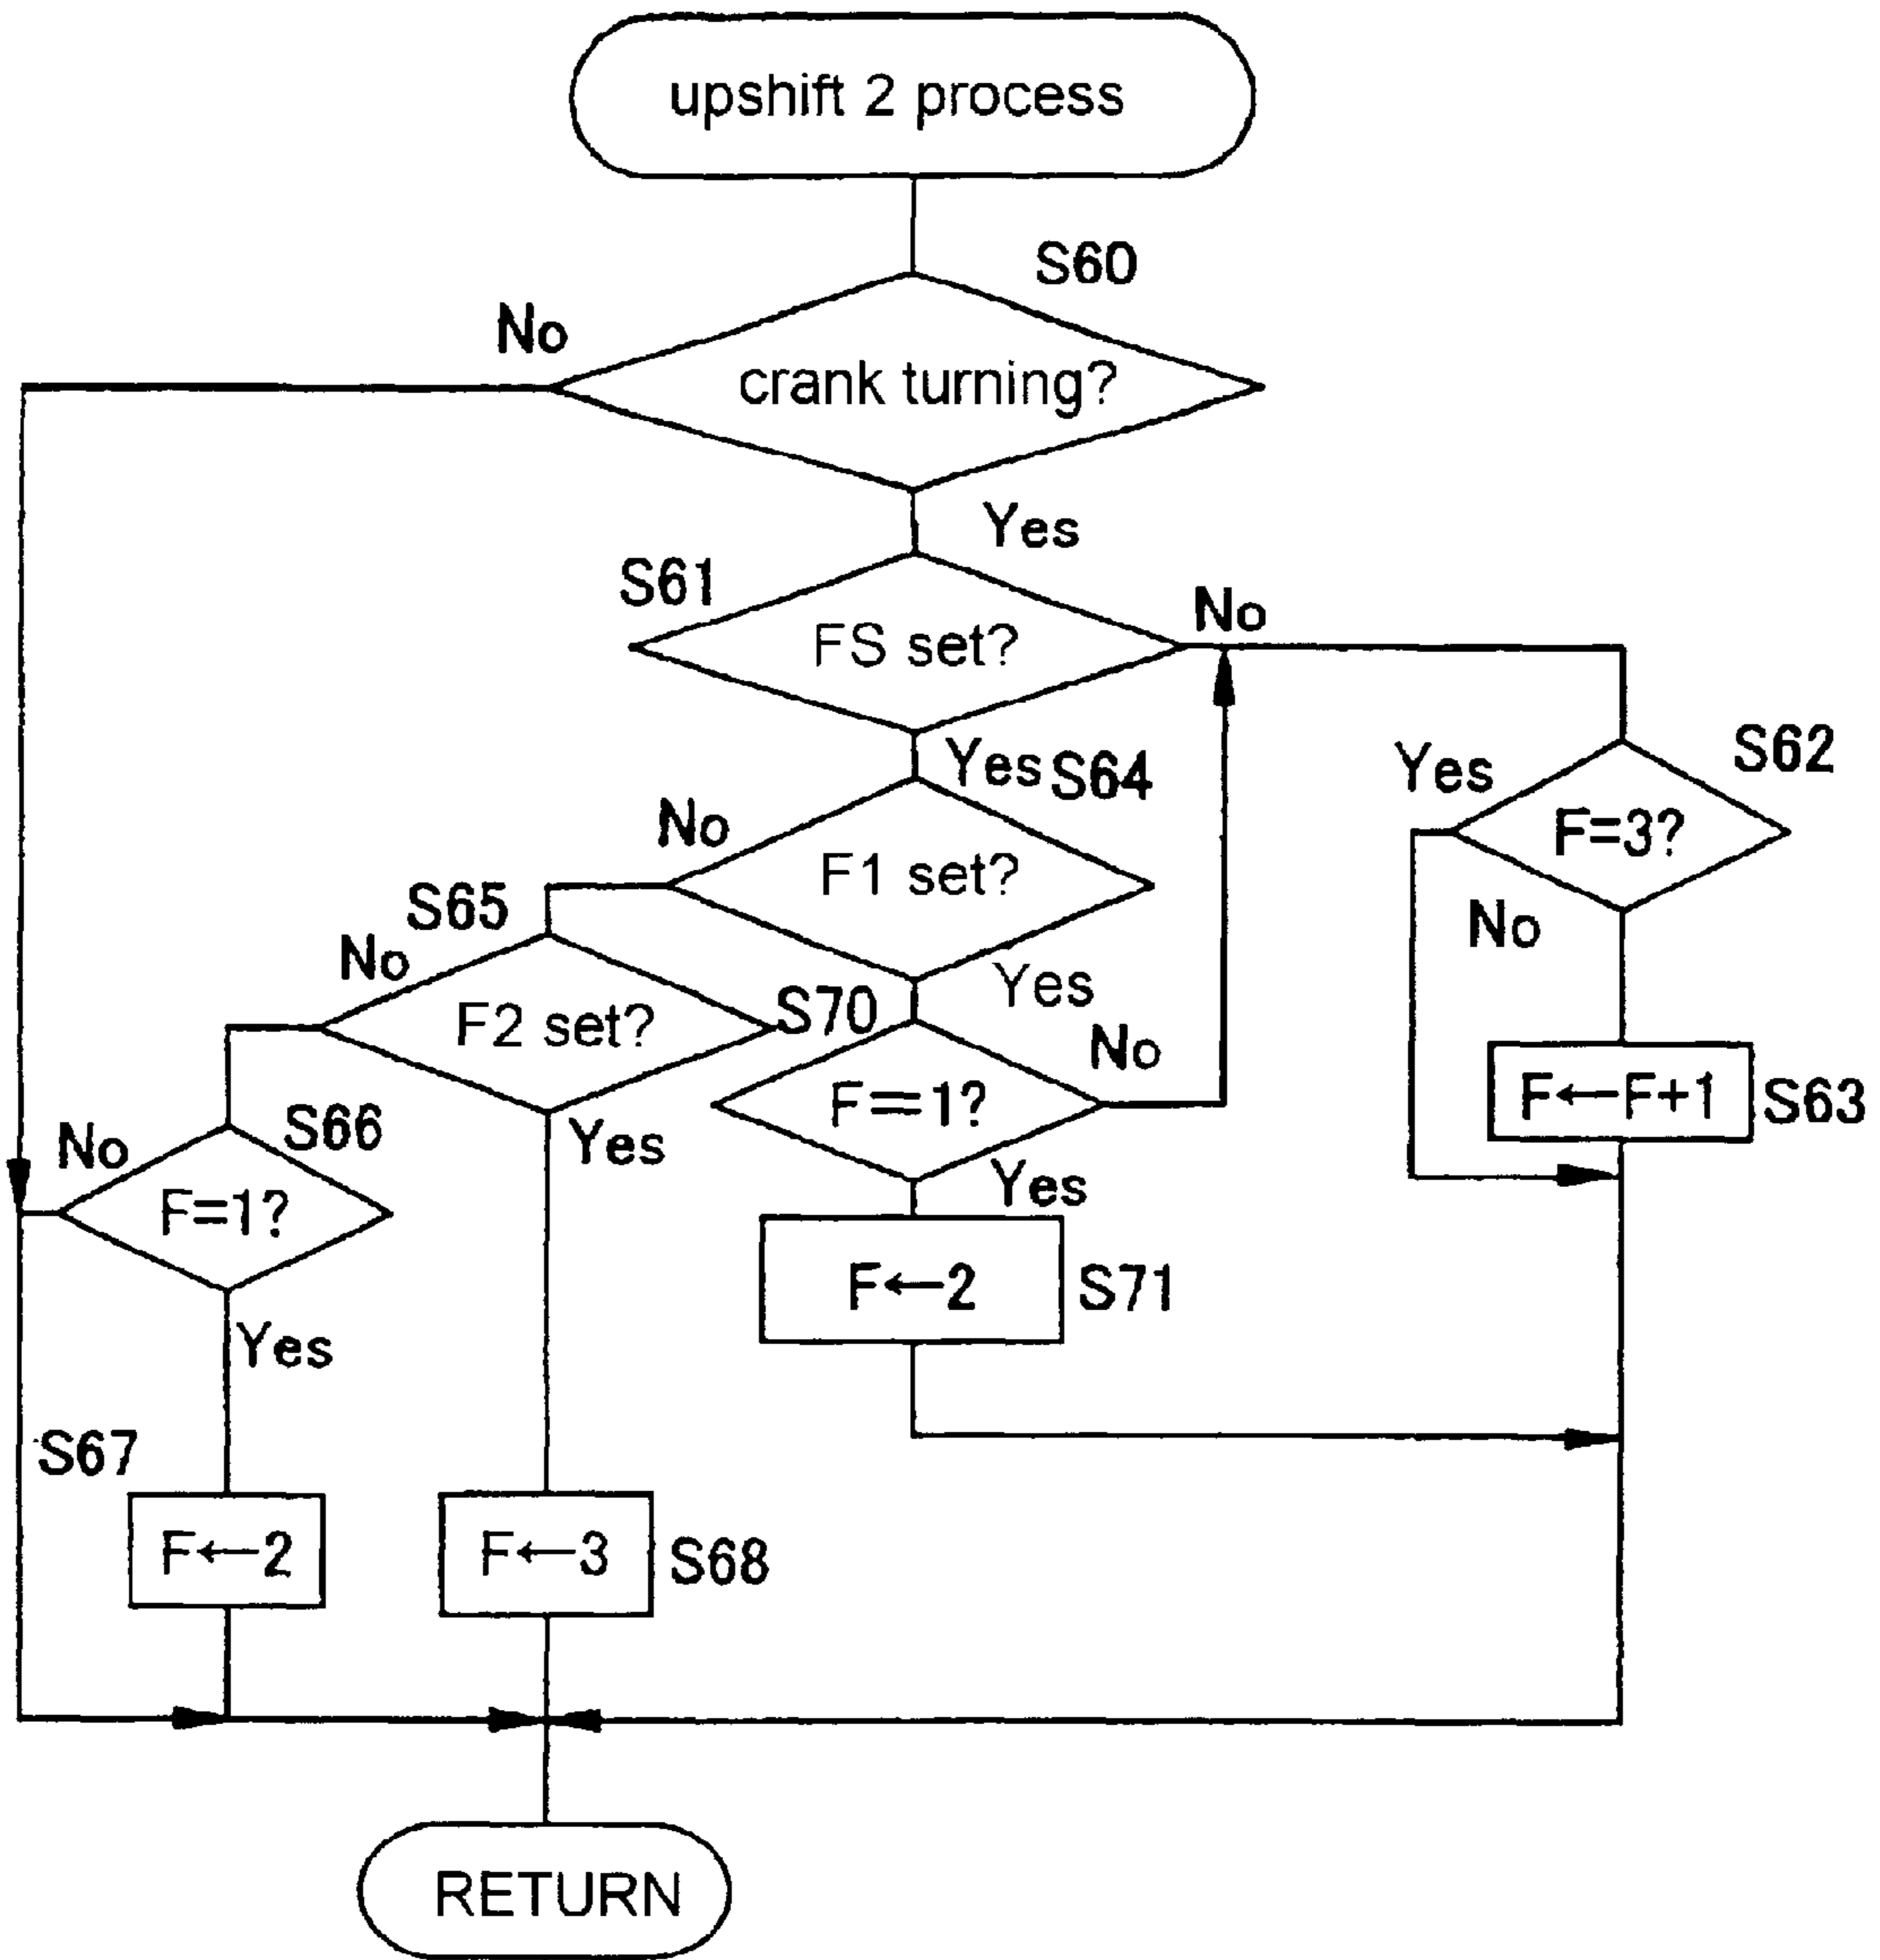 upshift 2 process
S60
No
crank turning?
Yes
S61
No
FS set?
Yes
S64
S62
Yes
F=3?
No
F1 set?
S65
No
No
Yes
F2 set?
S70
No
F=1?
F←F+1
S63
S66
Yes
No
F=1?
Yes
F←2
S71
Yes
S67
F←2
F←3
S68
RETURN